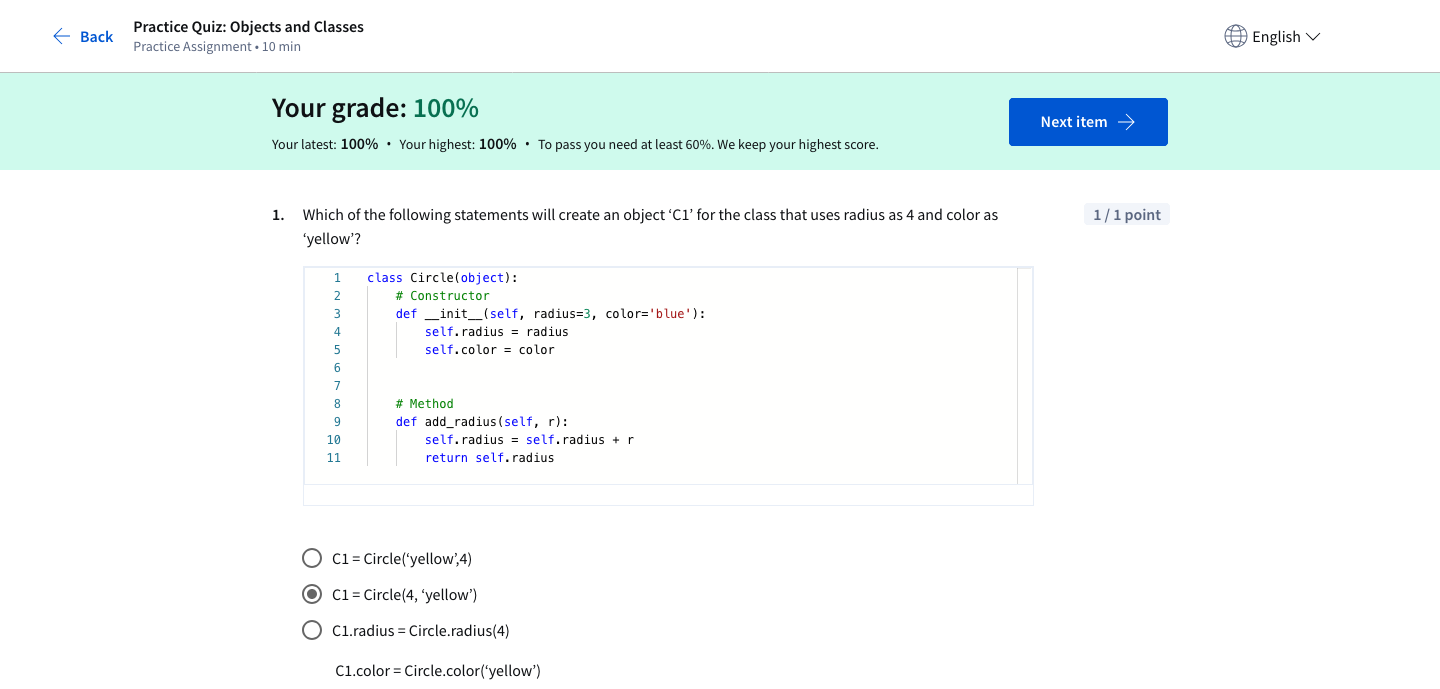 Back
Practice Quiz: Objects and Classes
Practice Assignment • 10 min
English
Your grade: 100%
Your latest: 100% • Your highest: 100% • To pass you need at least 60%. We keep your highest score.
Next item
1. Which of the following statements will create an object ‘C1’ for the class that uses radius as 4 and color as
‘yellow’?
1 / 1 point
1 class Circle(object):
2     # Constructor
3     def __init__(self, radius=3, color='blue'):
4         self.radius = radius
5         self.color = color
6
7
8     # Method
9     def add_radius(self, r):
10         self.radius = self.radius + r
11         return self.radius
C1 = Circle(‘yellow’,4)
C1 = Circle(4, ‘yellow’)
C1.radius = Circle.radius(4)
C1.color = Circle.color(‘yellow’)